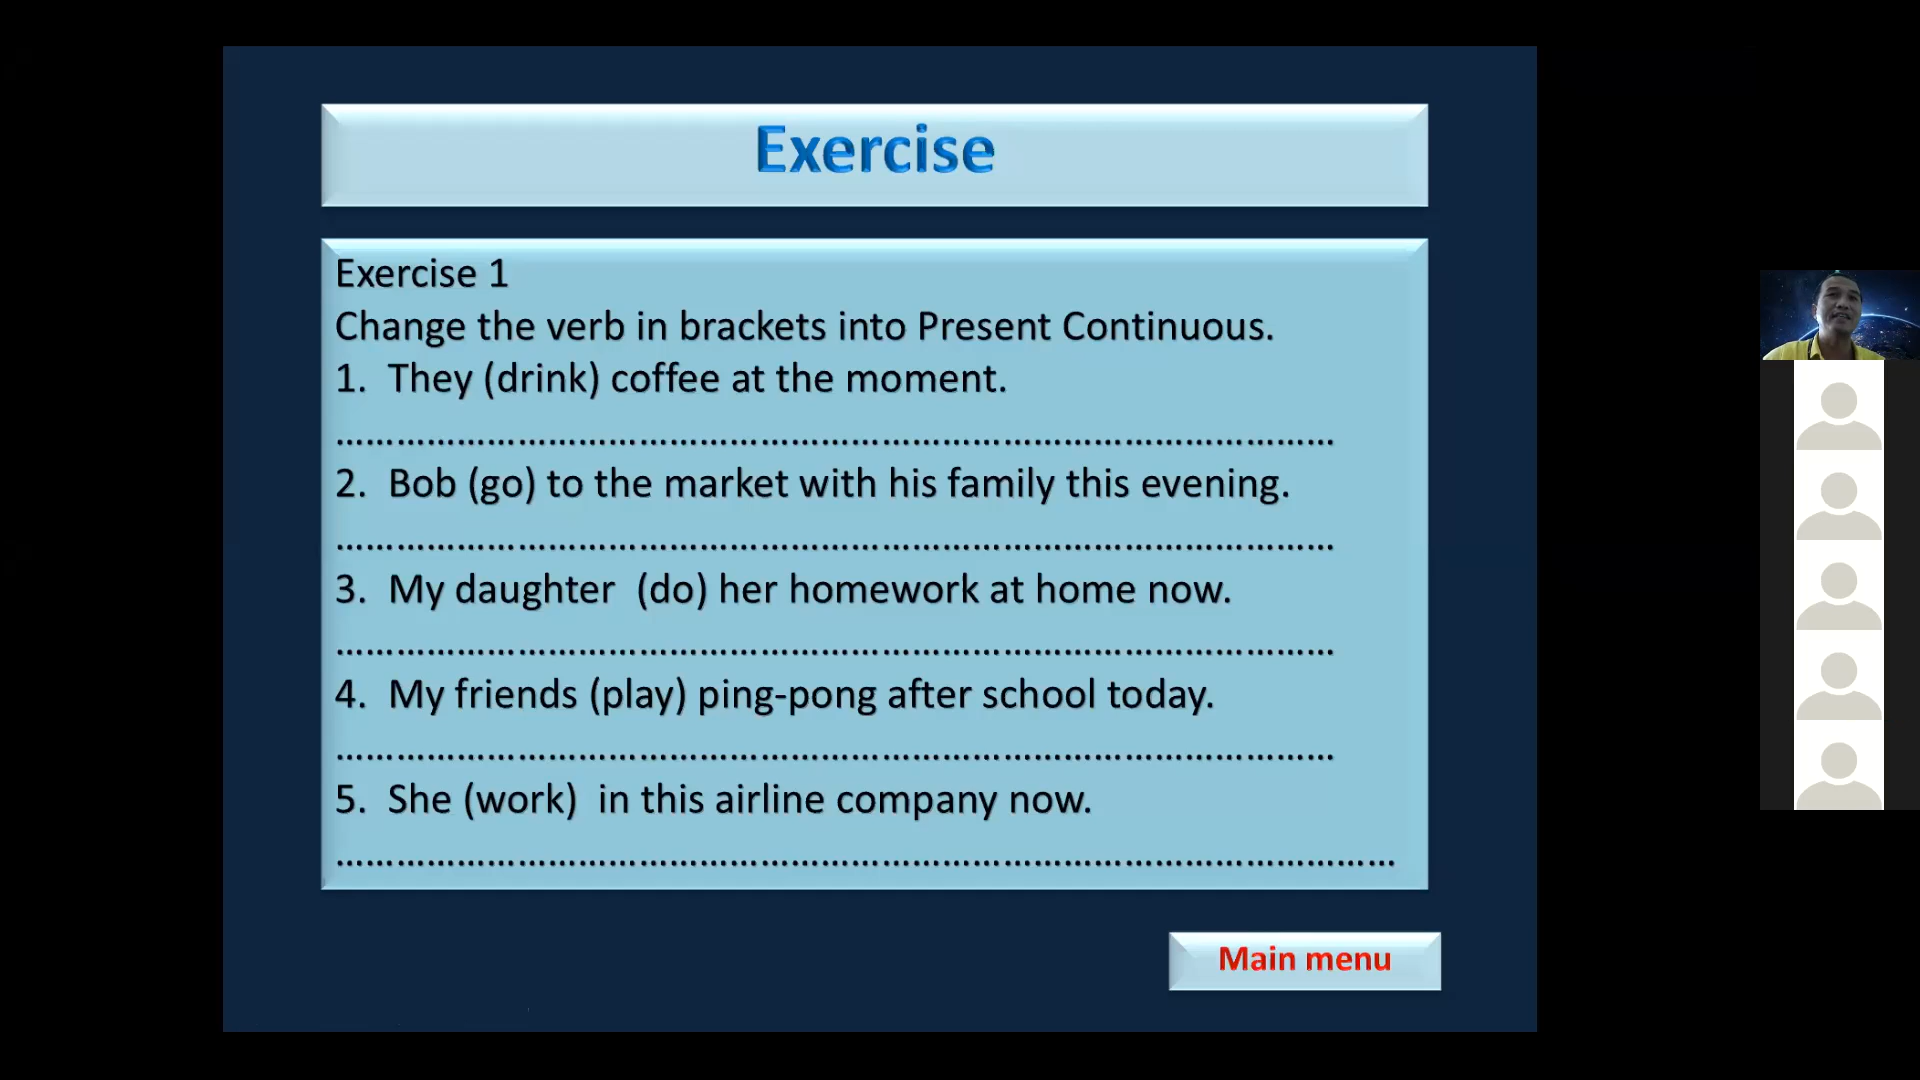 Exercise
Exercise 1
Change the verb in brackets into Present Continuous.
1. They (drink) coffee at the moment.
………………………………………………………………………………………
2. Bob (go) to the market with his family this evening.
………………………………………………………………………………………
3. My daughter (do) her homework at home now.
………………………………………………………………………………………
4. My friends (play) ping-pong after school today.
………………………………………………………………………………………
5. She (work) in this airline company now.
……………………………………………………………………………………………
Main menu